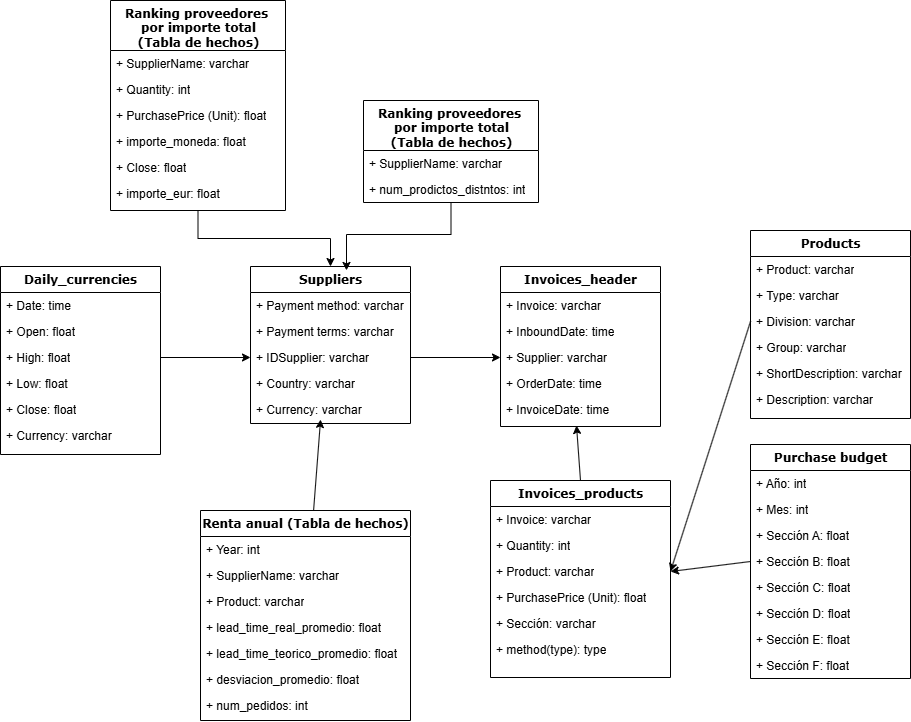 Ranking proveedores
por importe total
(Tabla de hechos)
+ SupplierName: varchar
+ Quantity: int
+ PurchasePrice (Unit): float
+ importe_moneda: float
+ Close: float
+ importe_eur: float
Ranking proveedores
por importe total
(Tabla de hechos)
+ SupplierName: varchar
+ num_prodictos_distntos: int
Daily_currencies
+ Date: time
+ Open: float
+ High: float
+ Low: float
+ Close: float
+ Currency: varchar
Suppliers
+ Payment method: varchar
+ Payment terms: varchar
+ IDSupplier: varchar
+ Country: varchar
+ Currency: varchar
Invoices_header
+ Invoice: varchar
+ InboundDate: time
+ Supplier: varchar
+ OrderDate: time
+ InvoiceDate: time
Products
+ Product: varchar
+ Type: varchar
+ Division: varchar
+ Group: varchar
+ ShortDescription: varchar
+ Description: varchar
Renta anual (Tabla de hechos)
+ Year: int
+ SupplierName: varchar
+ Product: varchar
+ lead_time_real_promedio: float
+ lead_time_teorico_promedio: float
+ desviacion_promedio: float
+ num_pedidos: int
Invoices_products
+ Invoice: varchar
+ Quantity: int
+ Product: varchar
+ PurchasePrice (Unit): float
+ Sección: varchar
+ method(type): type
Purchase budget
+ Año: int
+ Mes: int
+ Sección A: float
+ Sección B: float
+ Sección C: float
+ Sección D: float
+ Sección E: float
+ Sección F: float